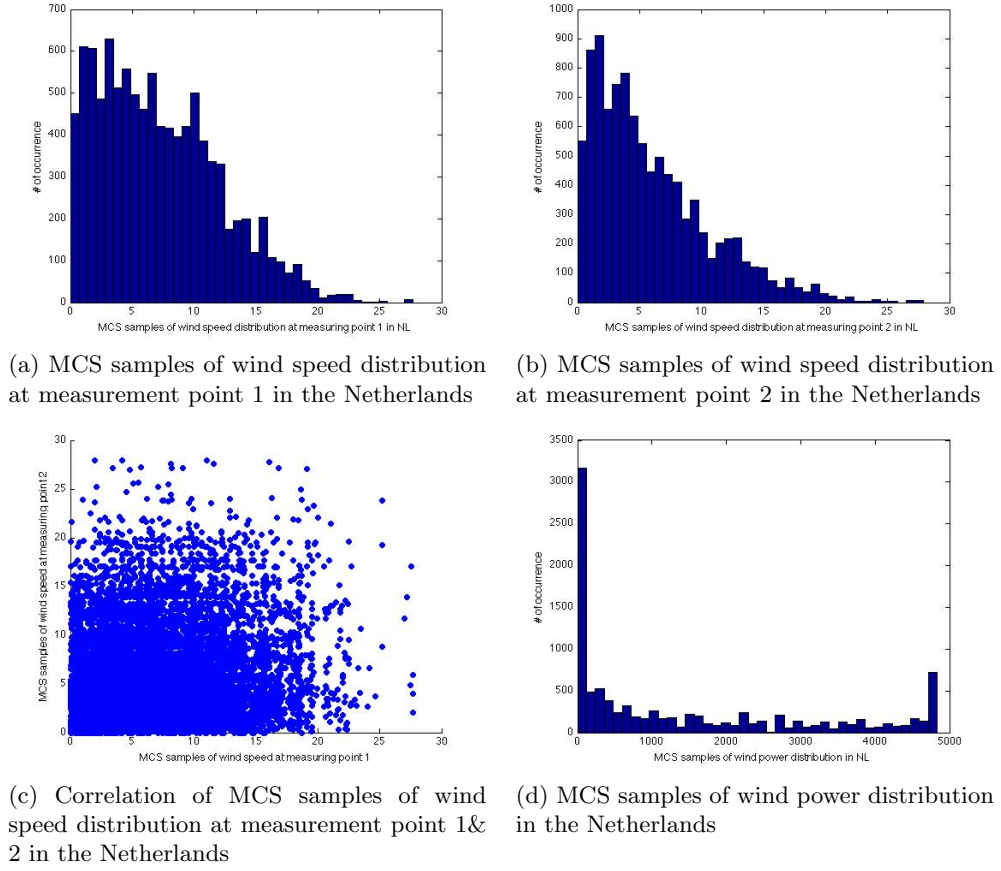 700
600
500
400
300
200
100
0
# of occurrence
0 5 10 15 20 25 30
MCS samples of wind speed distribution at measuring point 1 in NL
(a) MCS samples of wind speed distribution
at measurement point 1 in the Netherlands
1000
900
800
700
600
500
400
300
200
100
0
# of occurrence
0 5 10 15 20 25 30
MCS samples of wind speed distribution at measuring point 2 in NL
(b) MCS samples of wind speed distribution
at measurement point 2 in the Netherlands
30
25
20
15
10
5
0
MCS samples of wind speed at measuring point 2
0 5 10 15 20 25 30
MCS samples of wind speed at measuring point 1
(c) Correlation of MCS samples of wind
speed distribution at measurement point 1&
2 in the Netherlands
3500
3000
2500
2000
1500
1000
500
0
# of occurrence
0 1000 2000 3000 4000 5000
MCS samples of wind power distribution in NL
(d) MCS samples of wind power distribution
in the Netherlands